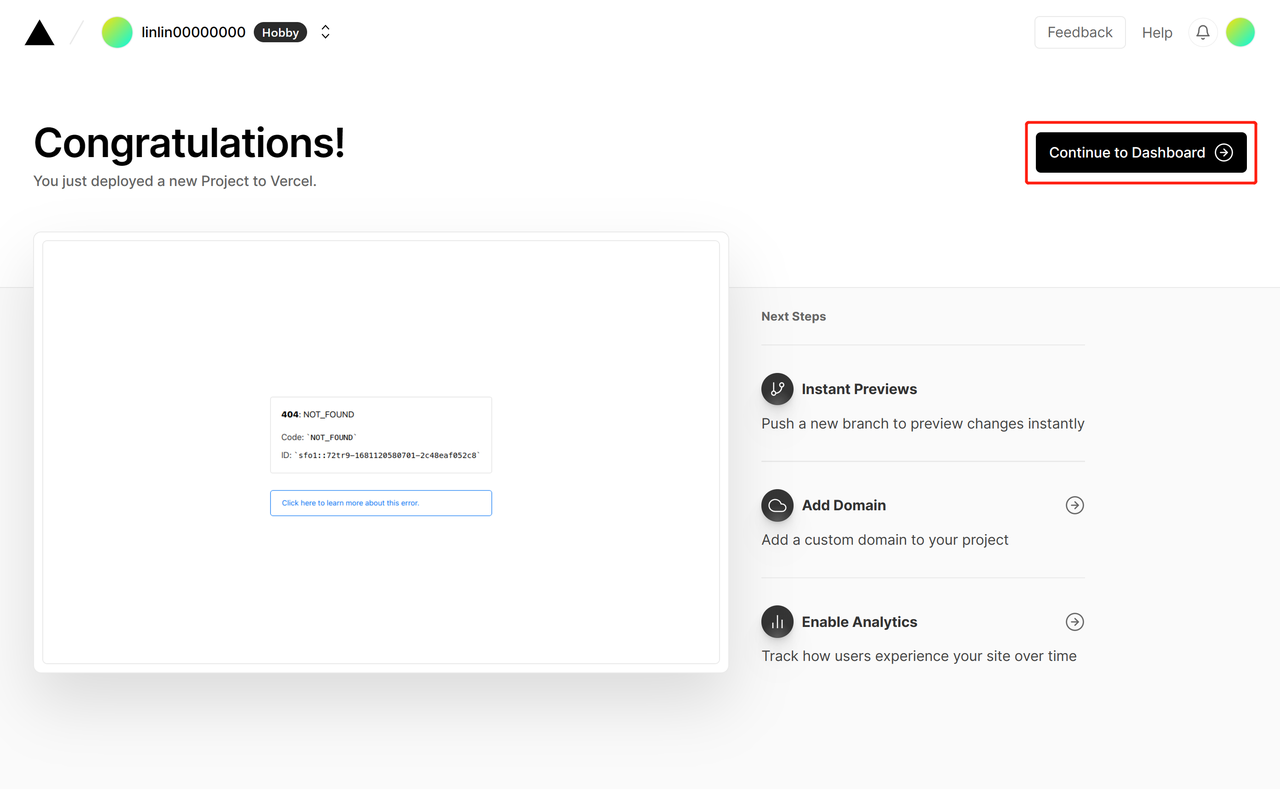 linlin00000000 Hobby
Feedback Help
Congratulations!
You just deployed a new Project to Vercel.
Continue to Dashboard
404: NOT_FOUND
Code: `NOT_FOUND`
ID: `sfo1::72tr9-1681120580701-2c48eaf052c8`
Click here to learn more about this error.
Next Steps
Instant Previews
Push a new branch to preview changes instantly
Add Domain
Add a custom domain to your project
Enable Analytics
Track how users experience your site over time